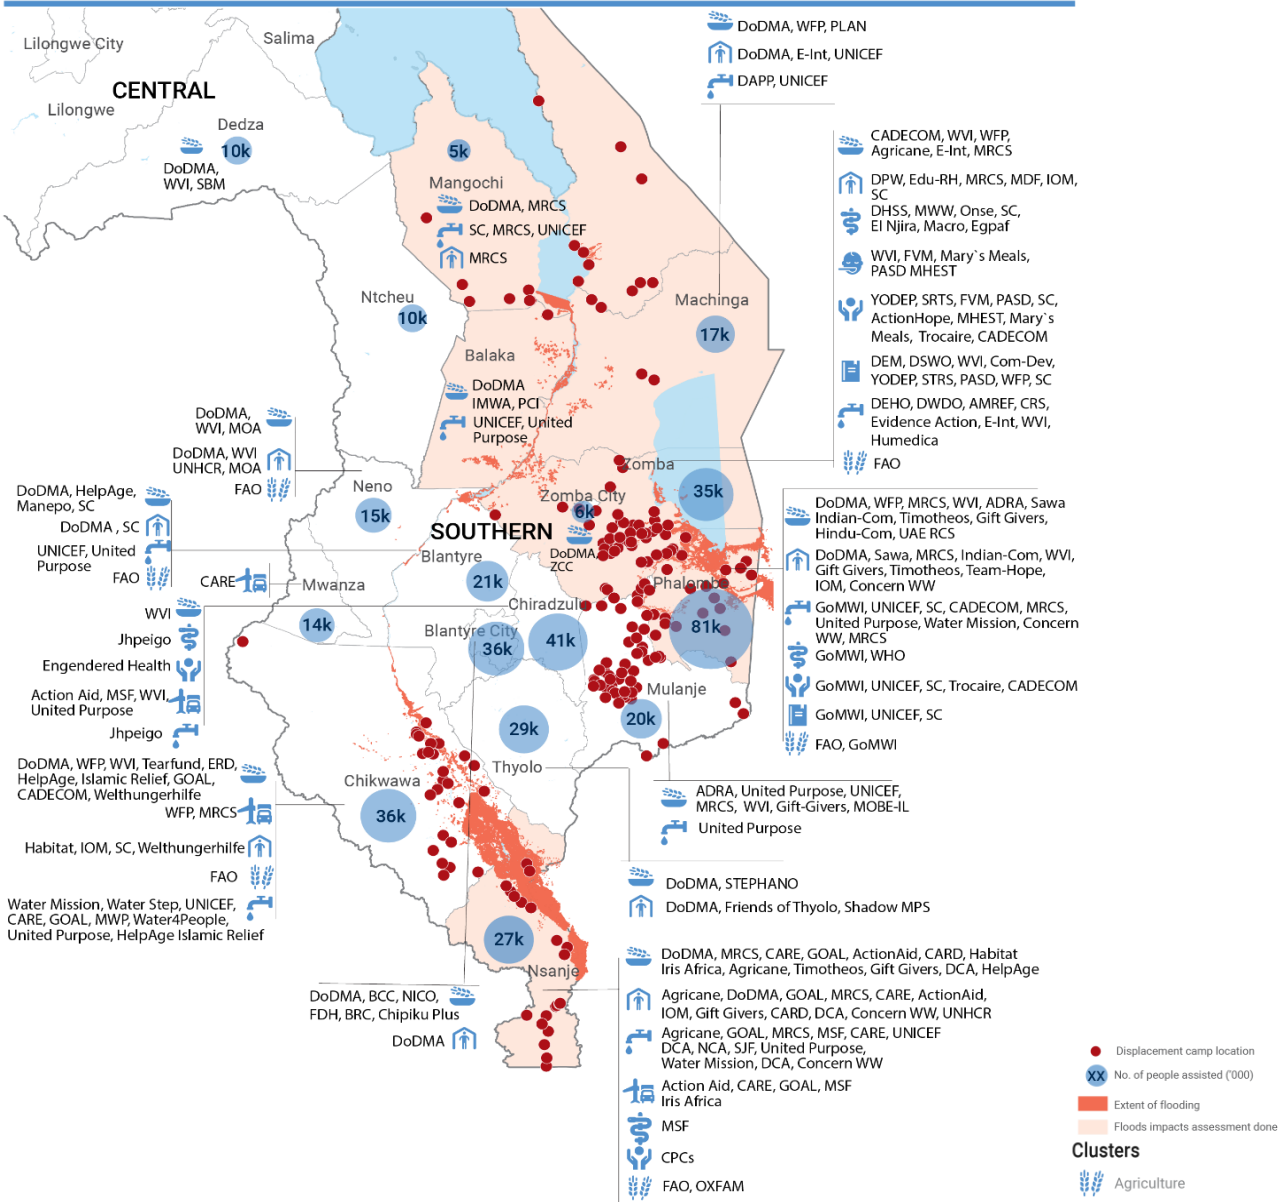 Lilongwe City
Salima
CENTRAL
Lilongwe
Dedza
10k
DoDMA,
WVI, SBM
5k
Mangochi
DoDMA, MRCS
SC, MRCS, UNICEF
MRCS
DoDMA, WFP, PLAN
DoDMA, E-Int, UNICEF
DAPP, UNICEF
Machinga
17k
Ntcheu
10k
Balaka
DoDMA
IMWA, PCI
UNICEF, United
Purpose
CADECOM, WVI, WFP,
Agricane, E-Int, MRCS
DPW, Edu-RH, MRCS, MDF, IOM,
SC
DHSS, MWW, Onse, SC,
El Njira, Macro, Egpaf
WVI, FVM, Mary`s Meals,
PASD MHEST
YODEP, SRTS, FVM, PASD, SC,
ActionHope, MHEST, Mary`s
Meals, Trocaire, CADECOM
DEM, DSWO, WVI, Com-Dev,
YODEP, STRS, PASD, WFP, SC
DEHO, DWDO, AMREF, CRS,
Evidence Action, E-Int, WVI,
Humedica
FAO
DoDMA,
WVI, MOA
DoDMA, WVI
UNHCR, MOA
FAO
Neno
15k
Zomba
35k
Zomba City
6k
DoDMA,
ZCC
SOUTHERN
DoDMA, HelpAge,
Manepo, SC
DoDMA , SC
UNICEF, United
Purpose
FAO
CARE
Mwanza
14k
Blantyre
21k
Chiradzulu
41k
Blantyre City
36k
Phalombe
81k
DoDMA, WFP, MRCS, WVI, ADRA, Sawa
Indian-Com, Timotheos, Gift Givers,
Hindu-Com, UAE RCS
DoDMA, Sawa, MRCS, Indian-Com, WVI,
Gift Givers, Timotheos, Team-Hope,
IOM, Concern WW
GoMWI, UNICEF, SC, CADECOM, MRCS,
United Purpose, Water Mission, Concern
WW, MRCS
GoMWI, WHO
GoMWI, UNICEF, SC, Trocaire, CADECOM
GoMWI, UNICEF, SC
FAO, GoMWI
WVI
Jhpeigo
Engendered Health
Action Aid, MSF, WVI,
United Purpose
Jhpeigo
Mulanje
20k
29k
Thyolo
ADRA, United Purpose, UNICEF,
MRCS, WVI, Gift-Givers, MOBE-IL
United Purpose
DoDMA, WFP, WVI, Tearfund, ERD,
HelpAge, Islamic Relief, GOAL,
CADECOM, Welthungerhilfe
WFP, MRCS
Habitat, IOM, SC, Welthungerhilfe
FAO
Water Mission, Water Step, UNICEF,
CARE, GOAL, MWP, Water4People,
United Purpose, HelpAge Islamic Relief
Chikwawa
36k
DoDMA, STEPHANO
DoDMA, Friends of Thyolo, Shadow MPS
27k
Nsanje
DoDMA, BCC, NICO,
FDH, BRC, Chipiku Plus
DoDMA
DoDMA, MRCS, CARE, GOAL, ActionAid, CARD, Habitat
Iris Africa, Agricane, Timotheos, Gift Givers, DCA, HelpAge
Agricane, DoDMA, GOAL, MRCS, CARE, ActionAid,
IOM, Gift Givers, CARD, DCA, Concern WW, UNHCR
Agricane, GOAL, MRCS, MSF, CARE, UNICEF
DCA, NCA, SJF, United Purpose,
Water Mission, DCA, Concern WW
Action Aid, CARE, GOAL, MSF
Iris Africa
MSF
CPCs
FAO, OXFAM
Displacement camp location
XX No. of people assisted ('000)
Extent of flooding
Floods impacts assessment done
Clusters
Agriculture